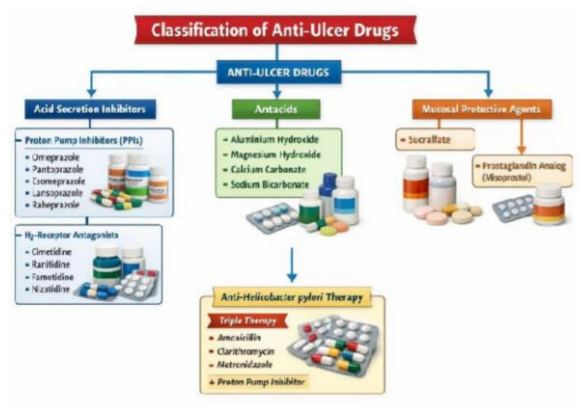 Classification of Anti-Ulcer Drugs
ANTI-ULCER DRUGS
Acid Secretion Inhibitors
Proton Pump Inhibitors (PPIs)
Omeprazole
Pantoprazole
Esomeprazole
Lansoprazole
Rabeprazole
H₂-Receptor Antagonists
Cimetidine
Ranitidine
Famotidine
Nizatidine
Antacids
Aluminium Hydroxide
Magnesium Hydroxide
Calcium Carbonate
Sodium Bicarbonate
Mucosal Protective Agents
Sucralfate
Prostaglandin Analog
(Misoprostol)
Anti-Helicobacter pylori Therapy
Triple Therapy
Amoxicillin
Clarithromycin
Metronidazole
+ Proton Pump Inhibitor